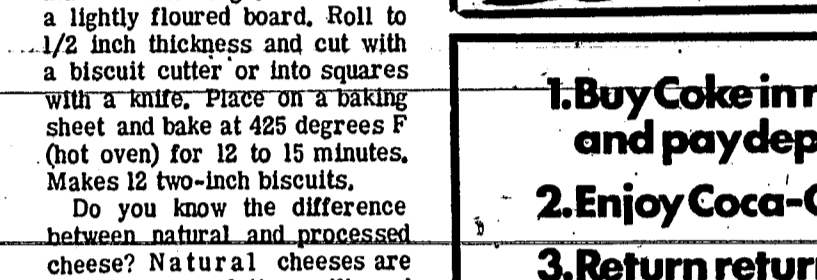 a lightly floured board. Roll to
1/2 inch thickness and cut with
a biscuit cutter or into squares
with a knife. Place on a baking
sheet and bake at 425 degrees F
(hot oven) for 12 to 15 minutes.
Makes 12 two-inch biscuits.
Do you know the difference
between natural and processed
cheese? Natural cheeses are
1. Buy Coke in
and pay dep
2. Enjoy Coca-C
3. Return retur